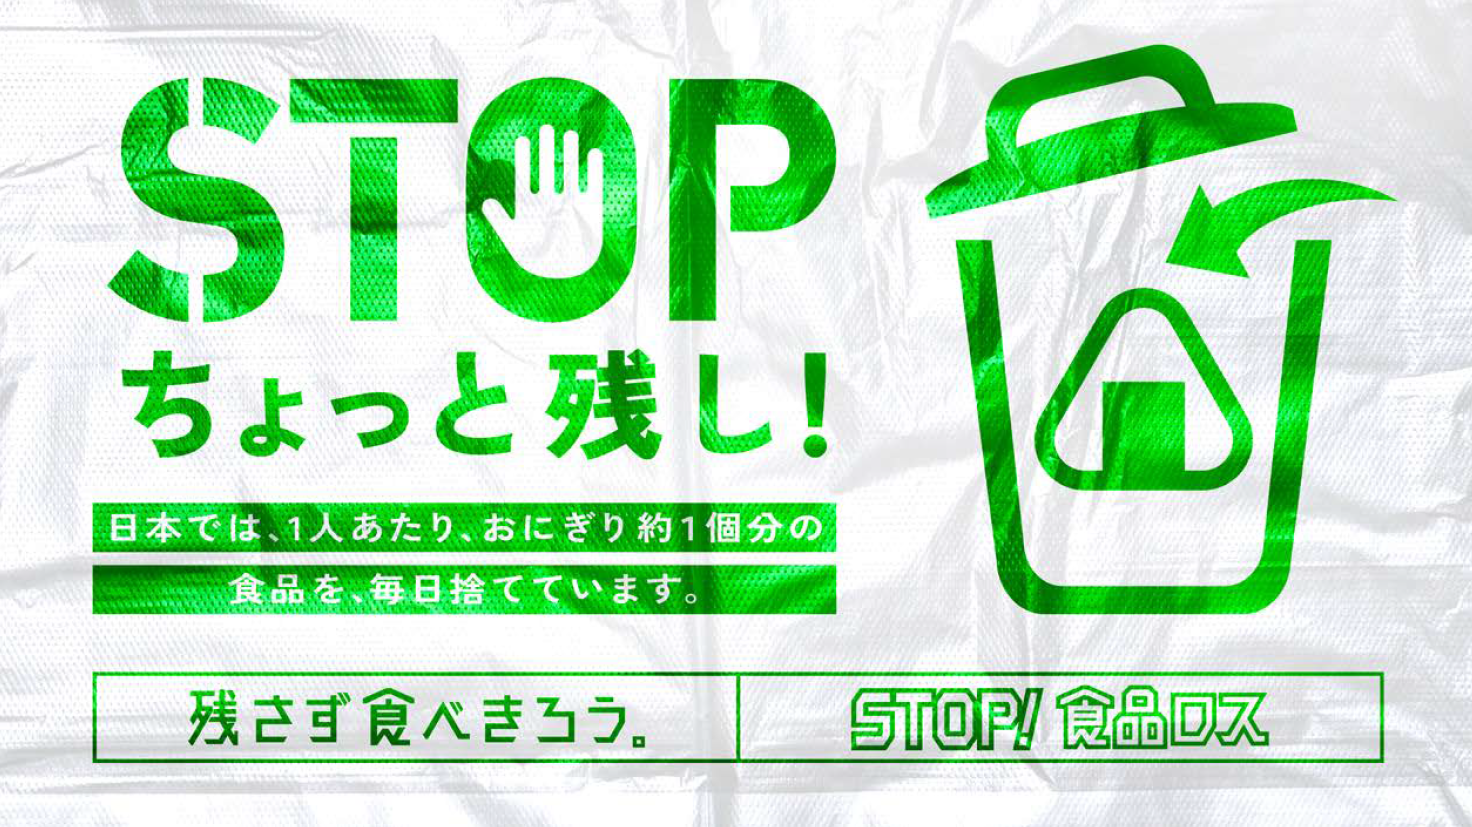 STOP
ちょっと残し!
日本では、1人あたり、おにぎり約1個分の
食品を、毎日捨てています。
残さず食べきろう。
STOP! 食品ロス